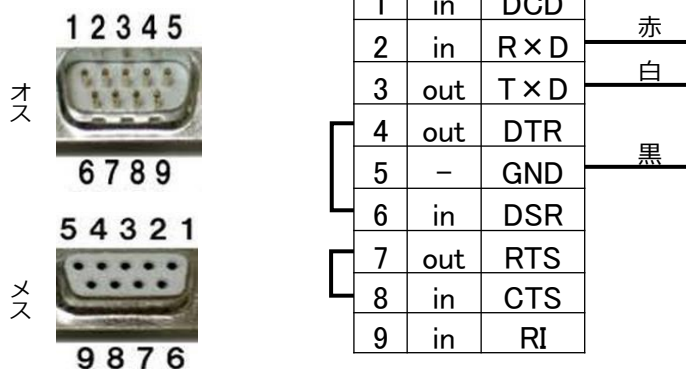 1 2 3 4 5
オス
6 7 8 9
5 4 3 2 1
メス
9 8 7 6
1 in DCD
2 in R×D 赤
3 out T×D 白
4 out DTR
5 - GND 黒
6 in DSR
7 out RTS
8 in CTS
9 in RI